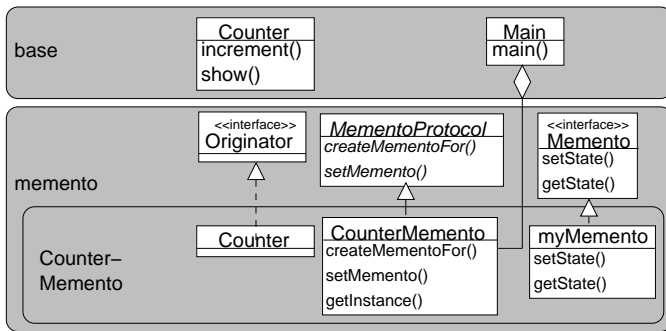 base
Counter
increment()
show()
Main
main()
memento
<<interface>>
Originator
MementoProtocol
createMementoFor()
setMemento()
<<interface>>
Memento
setState()
getState()
Counter–
Memento
Counter
CounterMemento
createMementoFor()
setMemento()
getInstance()
myMemento
setState()
getState()